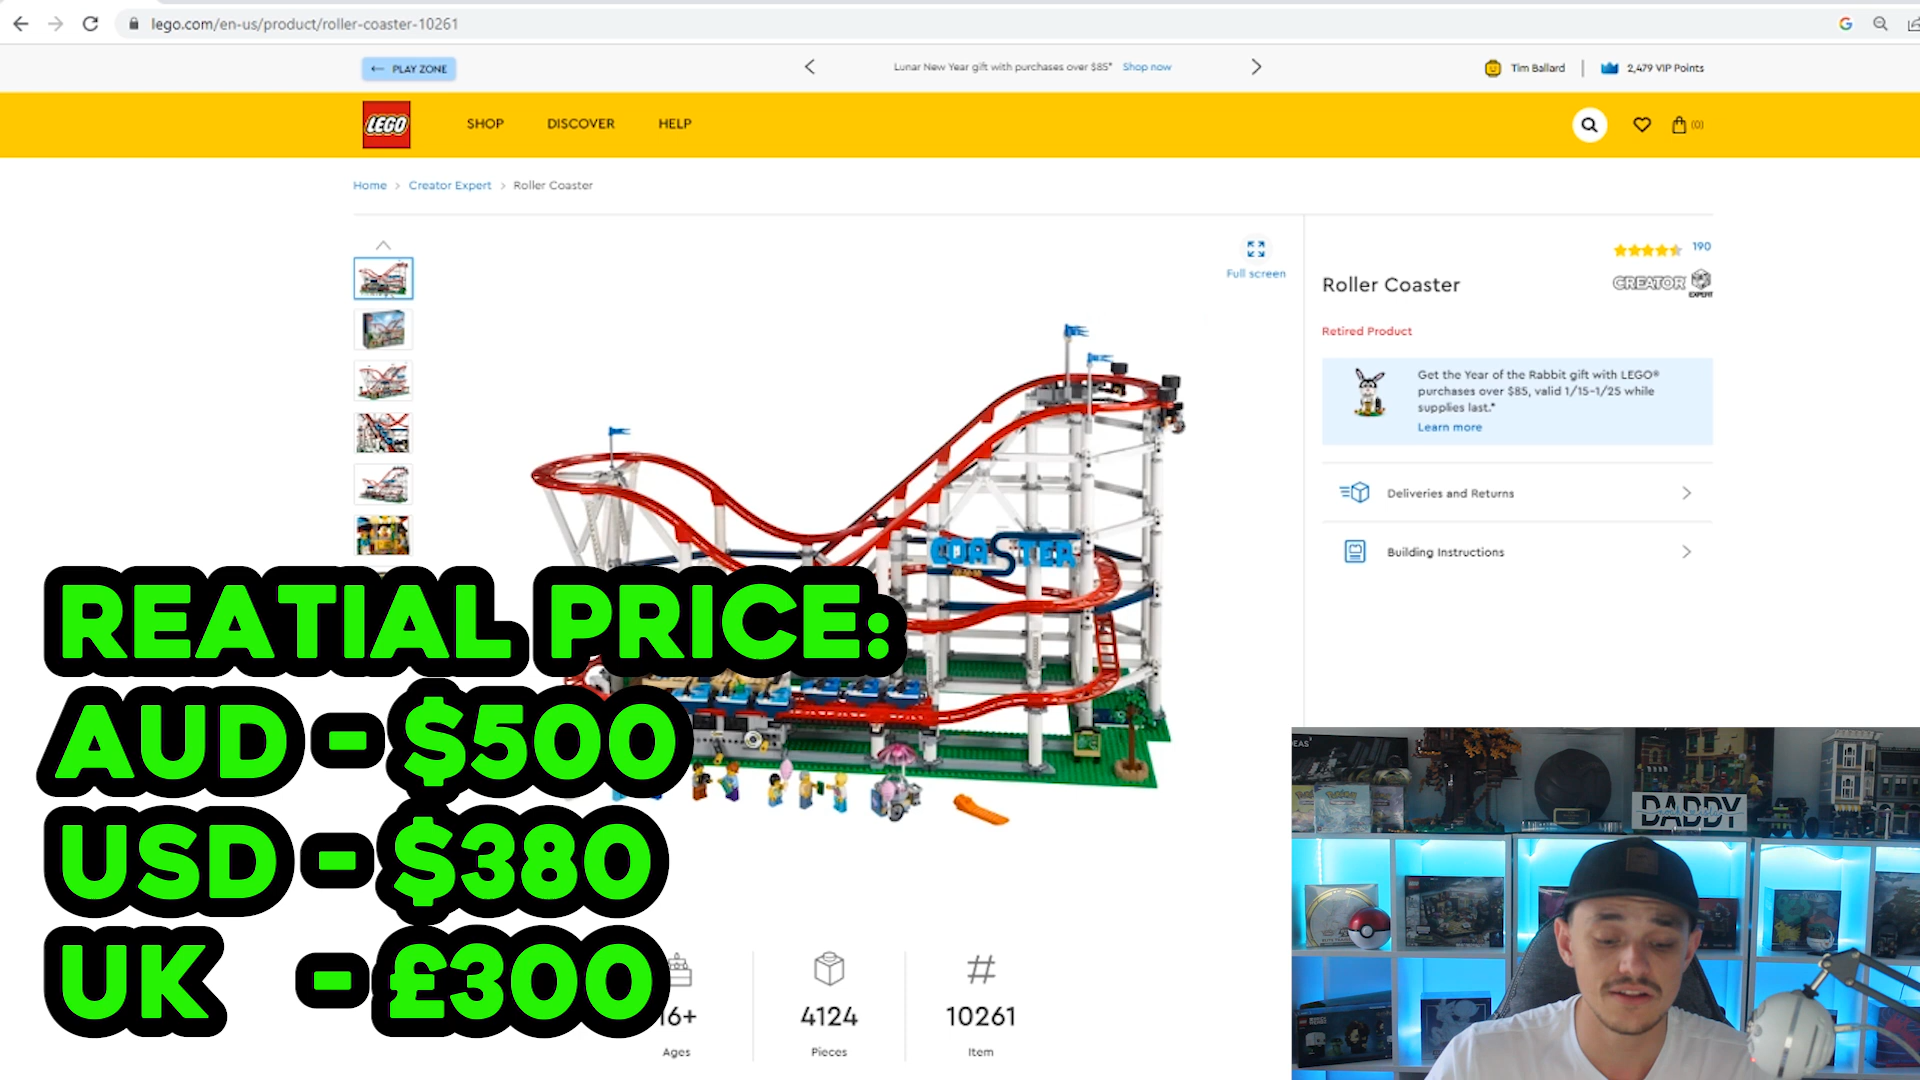 lego.com/en-us/product/roller-coaster-10261
PLAY ZONE
Lunar New Year gift with purchases over $85* Shop now
Tim Ballard
2,479 VIP Points
LEGO
SHOP DISCOVER HELP
(0)
Home > Creator Expert > Roller Coaster
Full screen
190
Roller Coaster
CREATOR EXPERT
Retired Product
Get the Year of the Rabbit gift with LEGO®
purchases over $85, valid 1/15-1/25 while
supplies last.*
Learn more
Deliveries and Returns
Building Instructions
COASTER
REATIAL PRICE:
AUD - $500
USD - $380
UK - £300
16+
Ages
4124
Pieces
#
10261
Item
DADDY